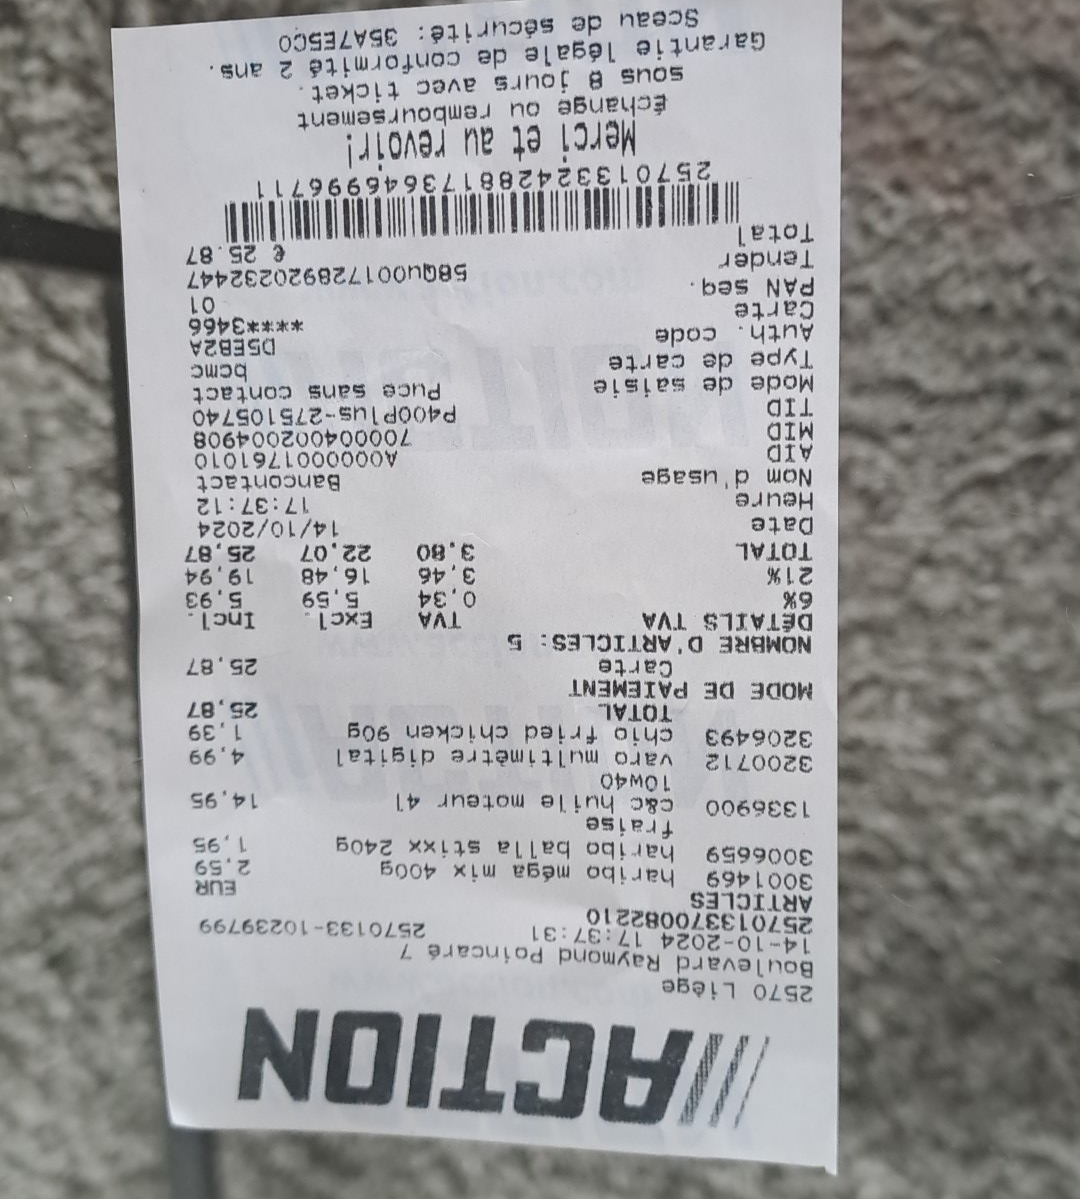 ACTION
2570 Liège
Boulevard Raymond Poincaré 7
14-10-2024 17:37:31 2570133-10239799
257013370082210
ARTICLES EUR
3001469 haribo méga mix 400g 2,59
3006659 haribo balla stixx 240g 1,95
fraise
1336900 c&c huile moteur 4l 14,95
10w40
3200712 varo multimètre digital 4,99
3206493 chio fried chicken 90g 1,39
TOTAL 25,87
MODE DE PAIEMENT
Carte 25,87
NOMBRE D'ARTICLES: 5
DÉTAILS TVA TVA Excl. Incl.
6% 0,34 5,59 5,93
21% 3,46 16,48 19,94
TOTAL 3,80 22,07 25,87
Date 14/10/2024
Heure 17:37:12
Nom d'usage Bancontact
AID A0000001761010
MID 700004002004908
TID P400Plus-275105740
Mode de saisie Puce sans contact
Type de carte bcmc
Auth. code D5EB2A
Carte ****3466
PAN seq. 01
Tender 58Qu001728920232447
Total € 25.87
2570133242881736469967 11
Merci et au revoir!
Échange ou remboursement
sous 8 jours avec ticket.
Garantie légale de conformité 2 ans.
Sceau de sécurité: 35A7E5C0